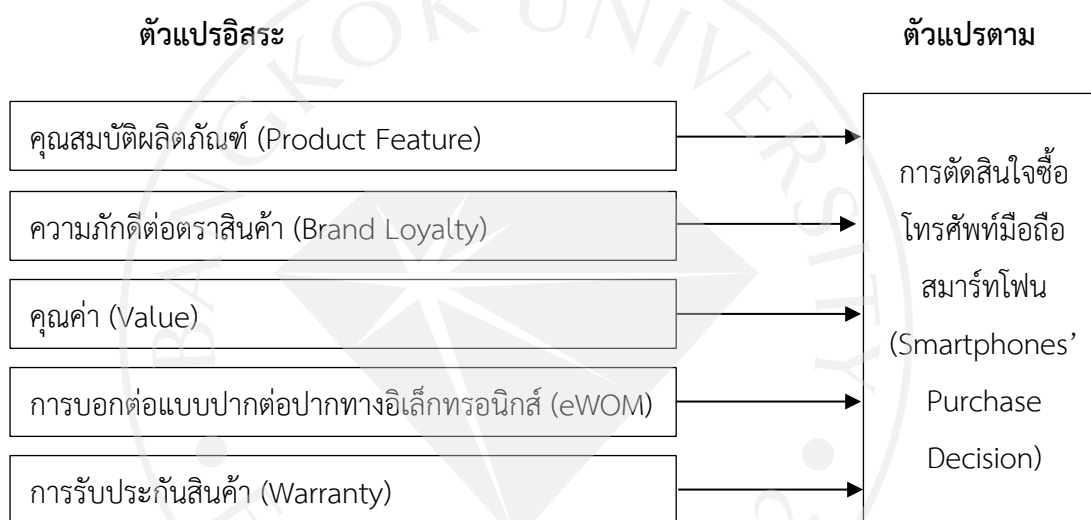 BANGKOK UNIVERSITY
ตัวแปรอิสระ
ตัวแปรตาม
คุณสมบัติผลิตภัณฑ์ (Product Feature)
ความภักดีต่อตราสินค้า (Brand Loyalty)
คุณค่า (Value)
การบอกต่อแบบปากต่อปากทางอิเล็กทรอนิกส์ (eWOM)
การรับประกันสินค้า (Warranty)
การตัดสินใจซื้อ
โทรศัพท์มือถือ
สมาร์ทโฟน
(Smartphones’
Purchase
Decision)